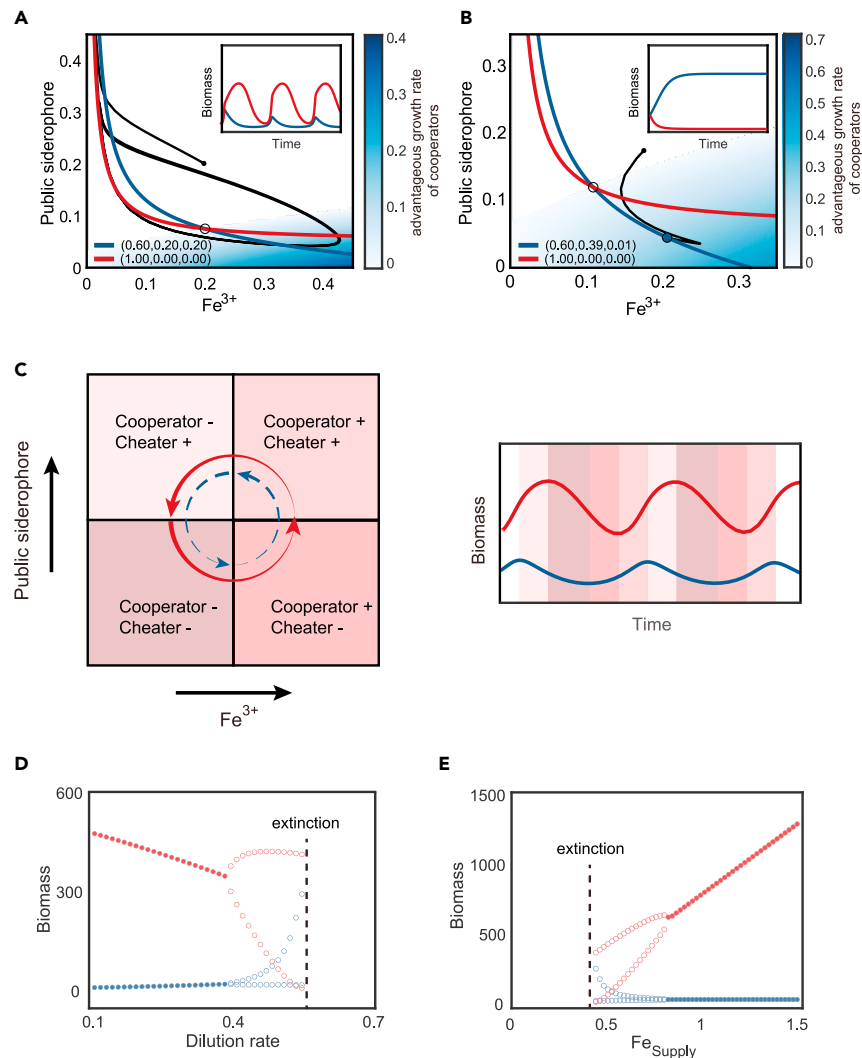 A
Public siderophore
0.4
0.3
0.2
0.1
0
0
0.1
0.2
0.3
0.4
Fe3+
Biomass
Time
(0.60,0.20,0.20)
(1.00,0.00,0.00)
0.4
0.3
0.2
0.1
0
advantageous growth rate
of cooperators
B
Public siderophore
0.3
0.2
0.1
0
0
0.1
0.2
0.3
Fe3+
Biomass
Time
(0.60,0.39,0.01)
(1.00,0.00,0.00)
0.7
0.6
0.5
0.4
0.3
0.2
0.1
0
advantageous growth rate
of cooperators
C
Public siderophore
Cooperator -
Cheater +
Cooperator +
Cheater +
Cooperator -
Cheater -
Cooperator +
Cheater -
Fe3+
Biomass
Time
D
Biomass
600
300
0
extinction
0.1
0.4
0.7
Dilution rate
E
Biomass
1500
1000
500
0
extinction
0
0.5
1
1.5
FeSupply